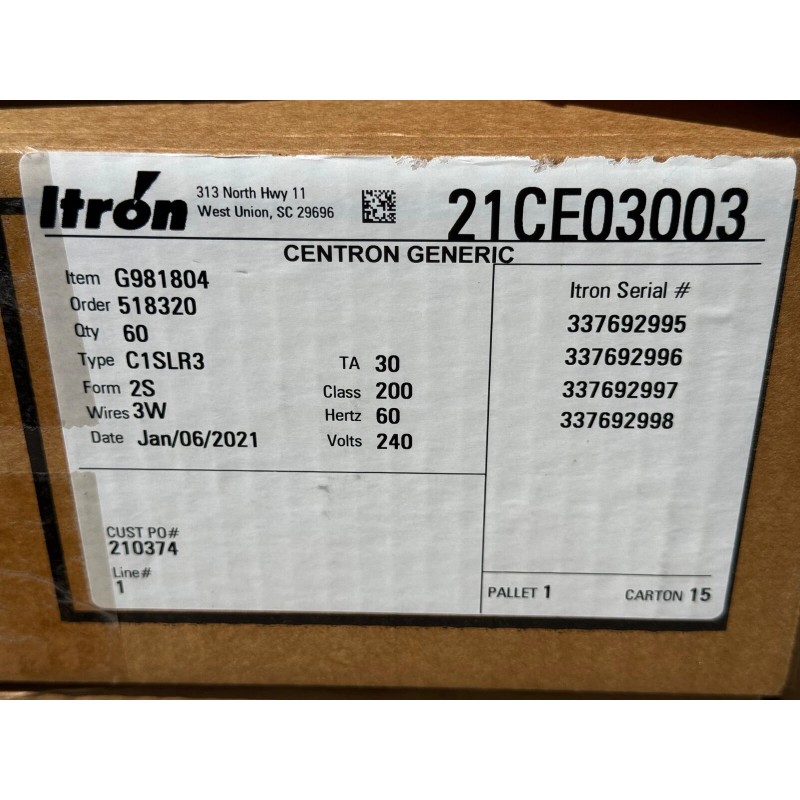 Itron
313 North Hwy 11
West Union, SC 29696
21CE03003
CENTRON GENERIC
Item G981804
Order 518320
Qty 60
Type C1SLR3
Form 2S
Wires 3W
Date Jan/06/2021
TA 30
Class 200
Hertz 60
Volts 240
Itron Serial #
337692995
337692996
337692997
337692998
CUST PO#
210374
Line#
1
PALLET 1
CARTON 15